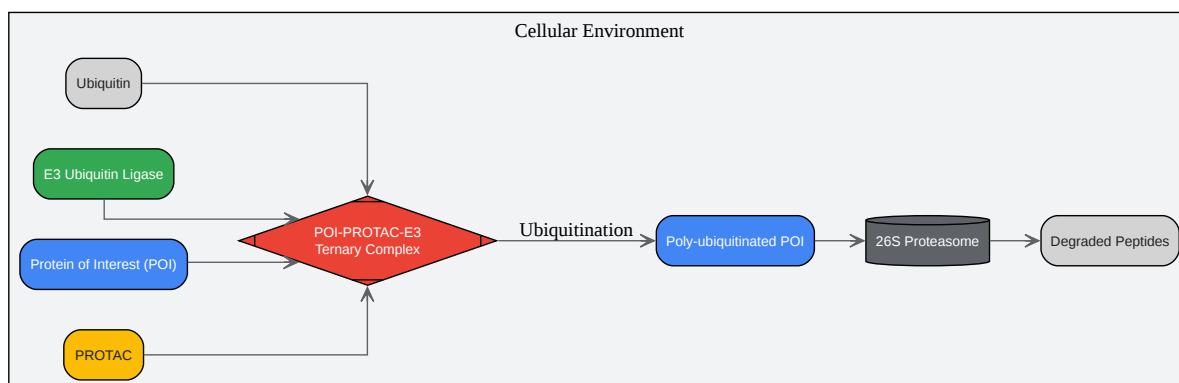 Cellular Environment
Ubiquitin
E3 Ubiquitin Ligase
Protein of Interest (POI)
PROTAC
POI-PROTAC-E3
Ternary Complex
Ubiquitination
Poly-ubiquitinated POI
26S Proteasome
Degraded Peptides